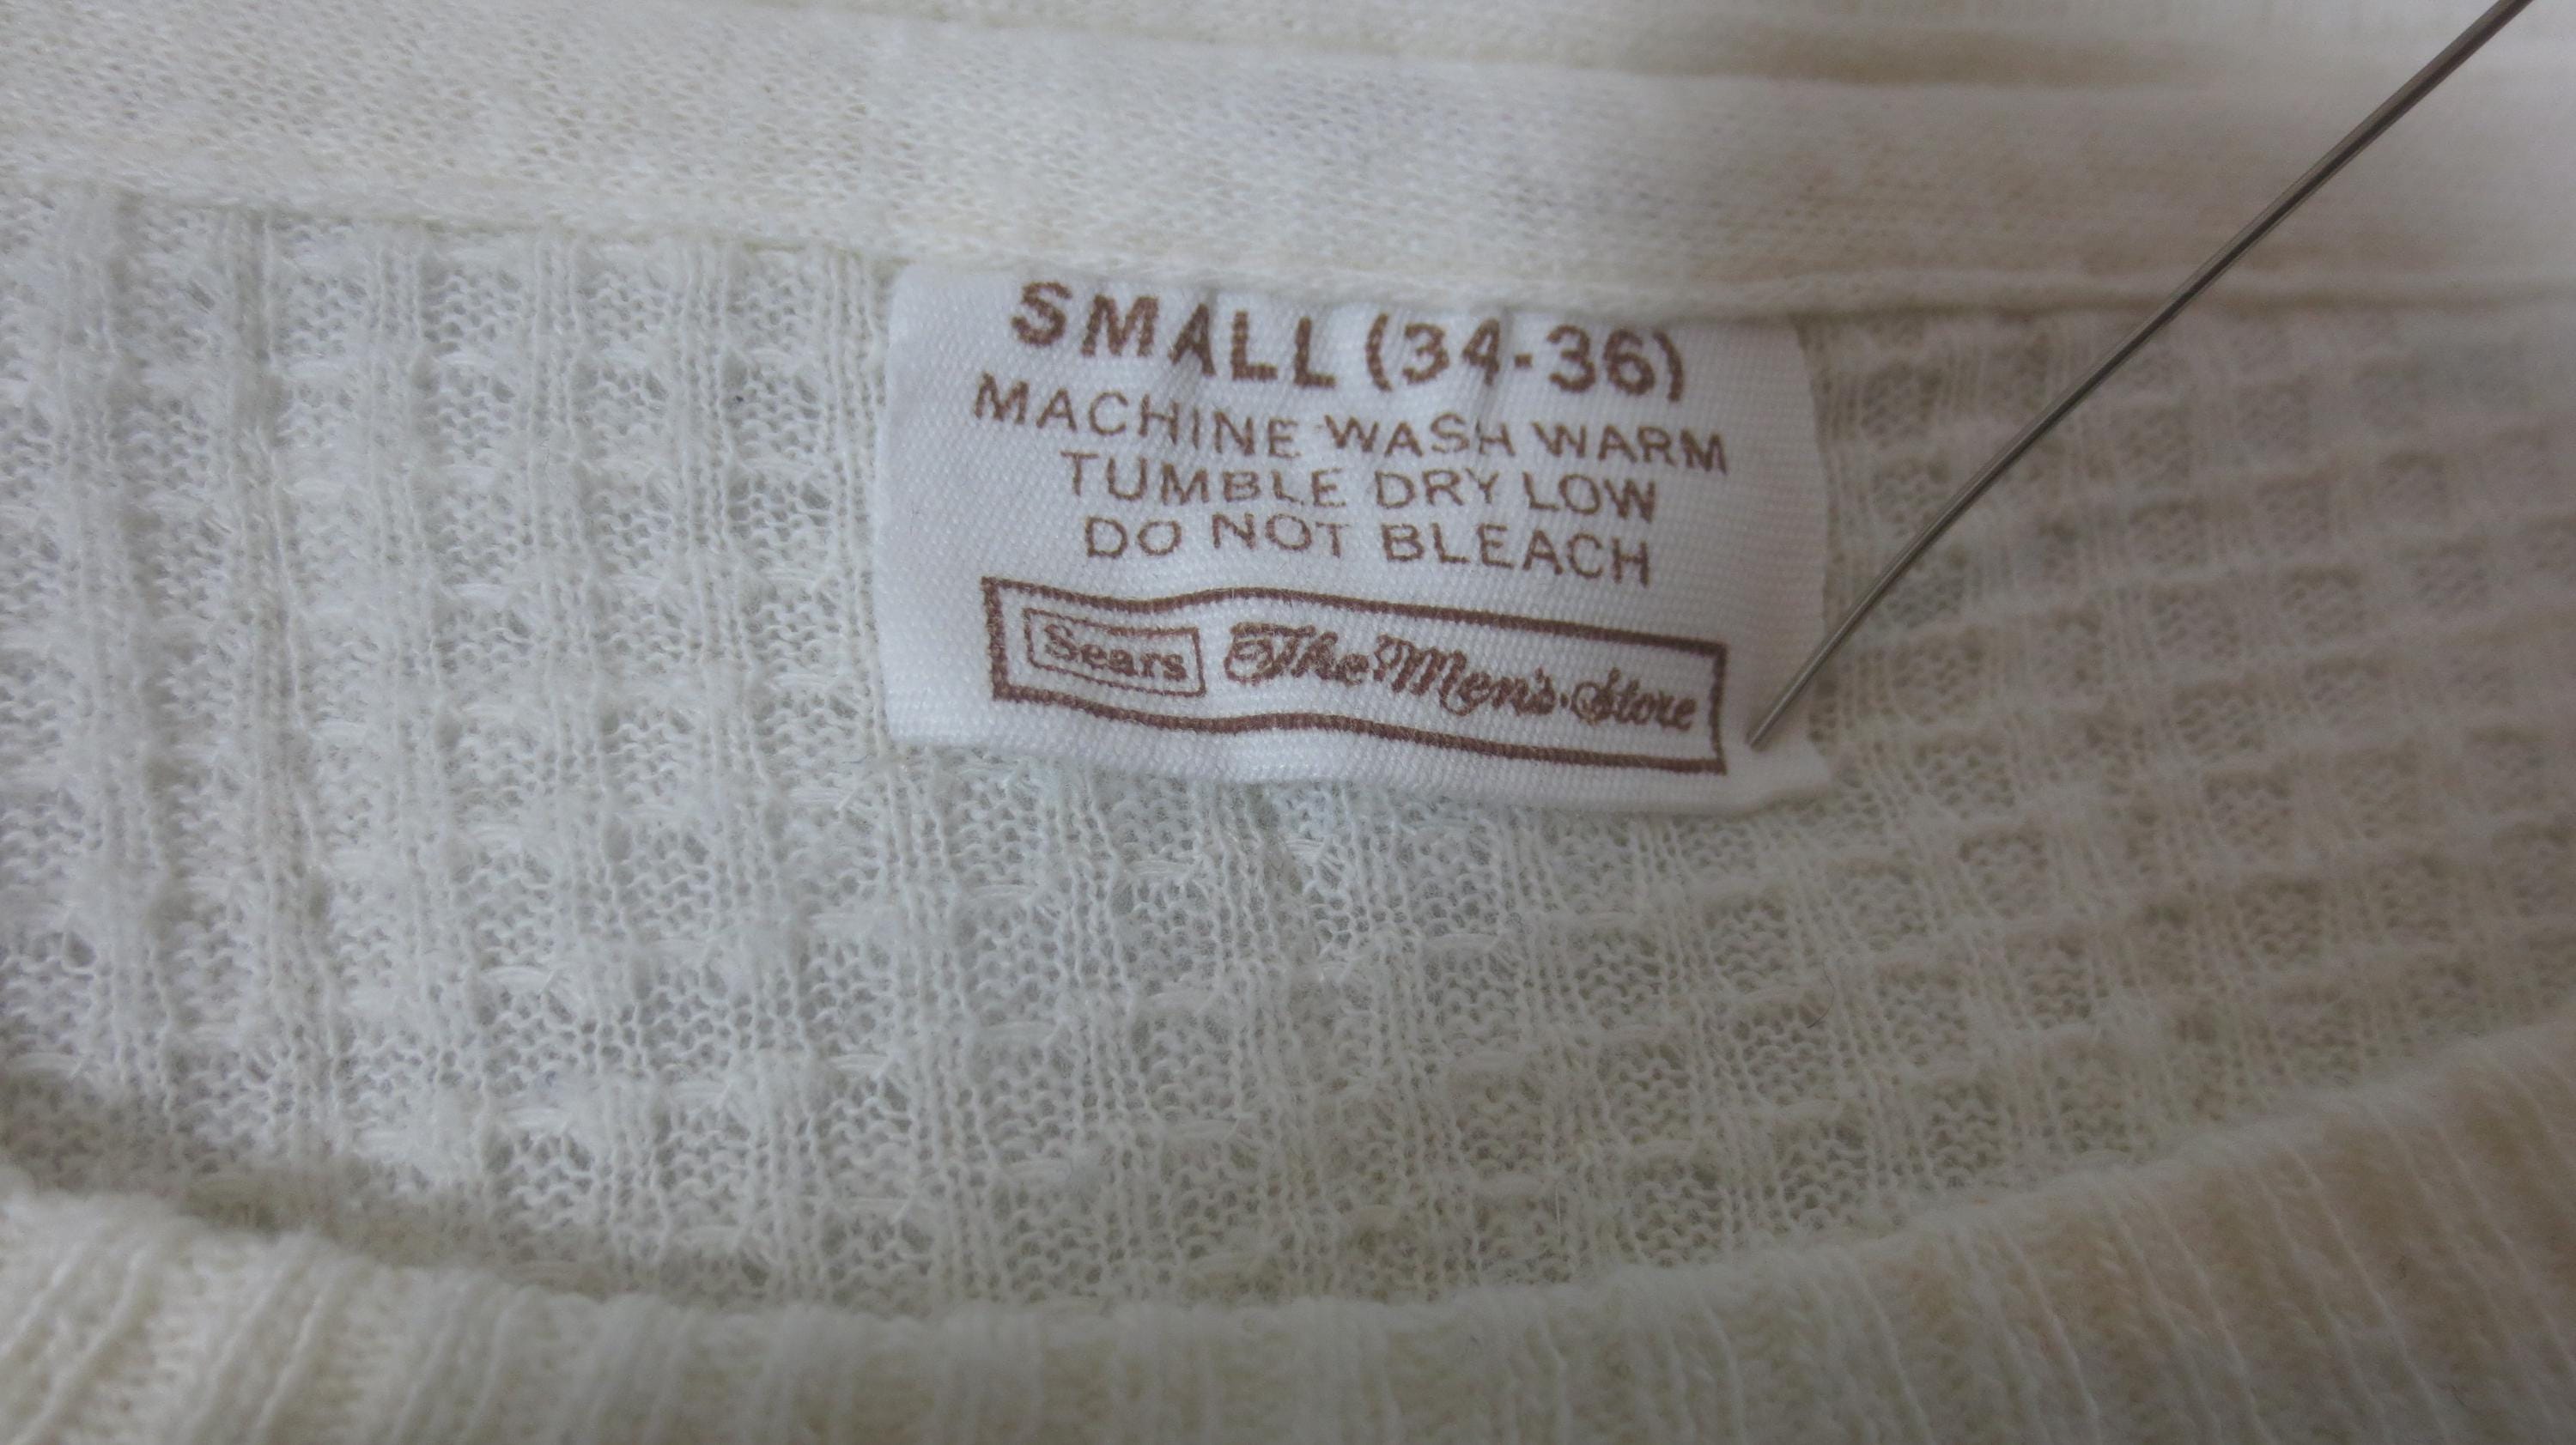 SMALL (34-36)
MACHINE WASH WARM
TUMBLE DRY LOW
DO NOT BLEACH
Sears The Men's Store